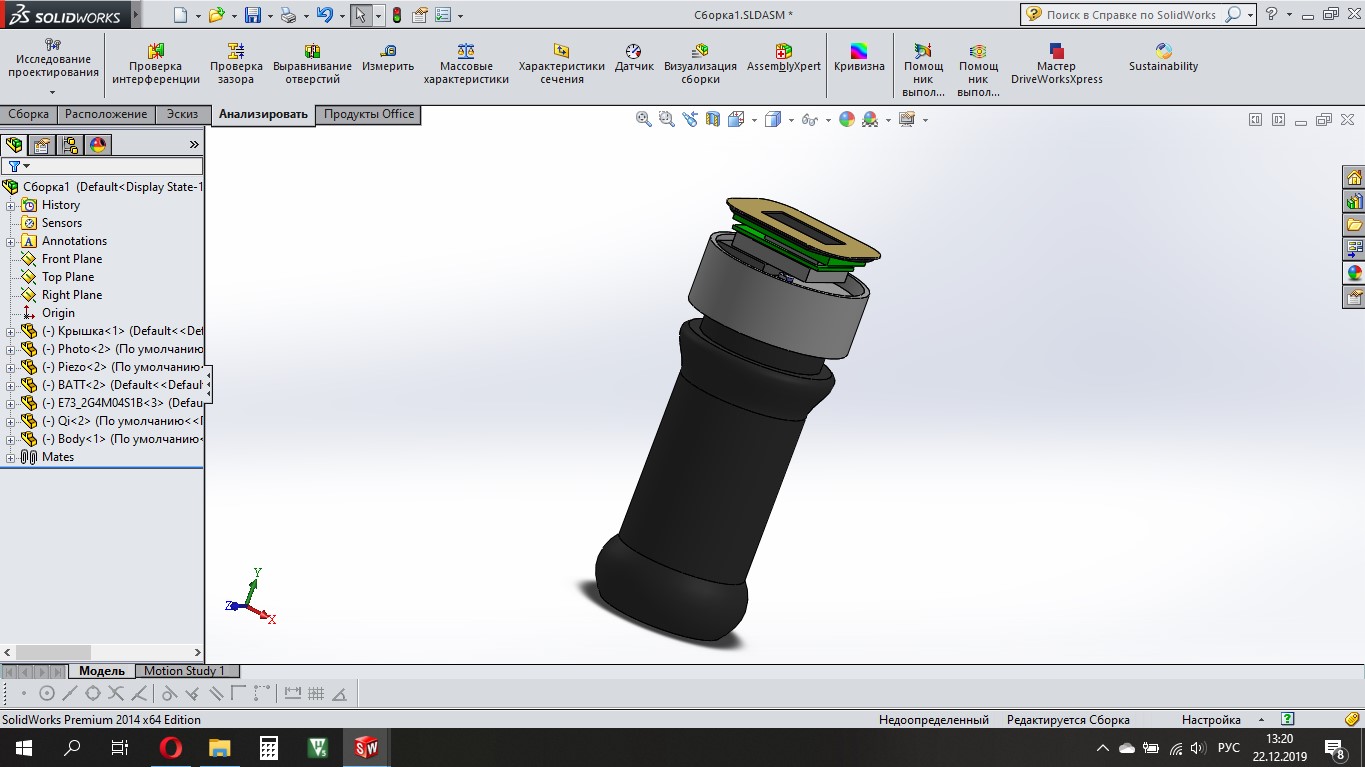 SOLIDWORKS
Сборка1.SLDASM *
Поиск в Справке по SolidWorks
Исследование
проектирования
Проверка
интерференции
Проверка
зазора
Выравнивание
отверстий
Измерить
Массовые
характеристики
Характеристики
сечения
Датчик
Визуализация
сборки
AssemblyXpert
Кривизна
Помощ
ник
выпол...
Помощ
ник
выпол...
Мастер
DriveWorksXpress
Sustainability
Сборка
Расположение
Эскиз
Анализировать
Продукты Office
Сборка1 (Default<Display State-1
History
Sensors
Annotations
Front Plane
Top Plane
Right Plane
Origin
(-) Крышка<1> (Default<<Def
(-) Photo<2> (По умолчанию
(-) Piezo<2> (По умолчанию
(-) BATT<2> (Default<<Defaul
(-) E73_2G4M04S1B<3> (Defau
(-) Qi<2> (По умолчанию<<П
(-) Body<1> (По умолчанию<
Mates
Y
Z
X
Модель
Motion Study 1
SolidWorks Premium 2014 x64 Edition
Недоопределенный
Редактируется Сборка
Настройка
РУС
13:20
22.12.2019
8